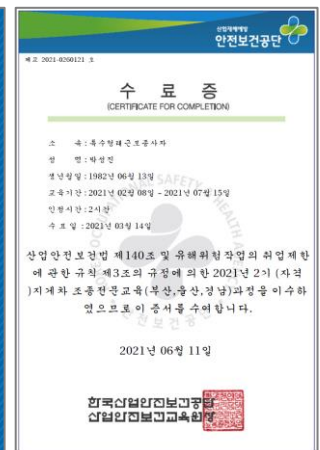 산업재해예방
안전보건공단
제고 2021-0260121 호
수 료 증
(CERTIFICATE FOR COMPLETION)
소 속 : 특수형태근로종사자
성 명 : 박성진
생년월일 : 1982년 06월 13일
교육기간 : 2021년 02월 08일 ~ 2021년 07월 15일
인정시간 : 2시간
수 료 일 : 2021년 03월 14일
산업안전보건법 제140조 및 유해위험작업의 취업제한
에 관한 규칙 제3조의 규정에 의한 2021년 2기 (자격
)지게차 조종전문교육(부산,울산,경남)과정을 이수하
였으므로 이 증서를 수여합니다.
2021년 06월 11일
한국산업안전보건공단
산업안전보건교육원장